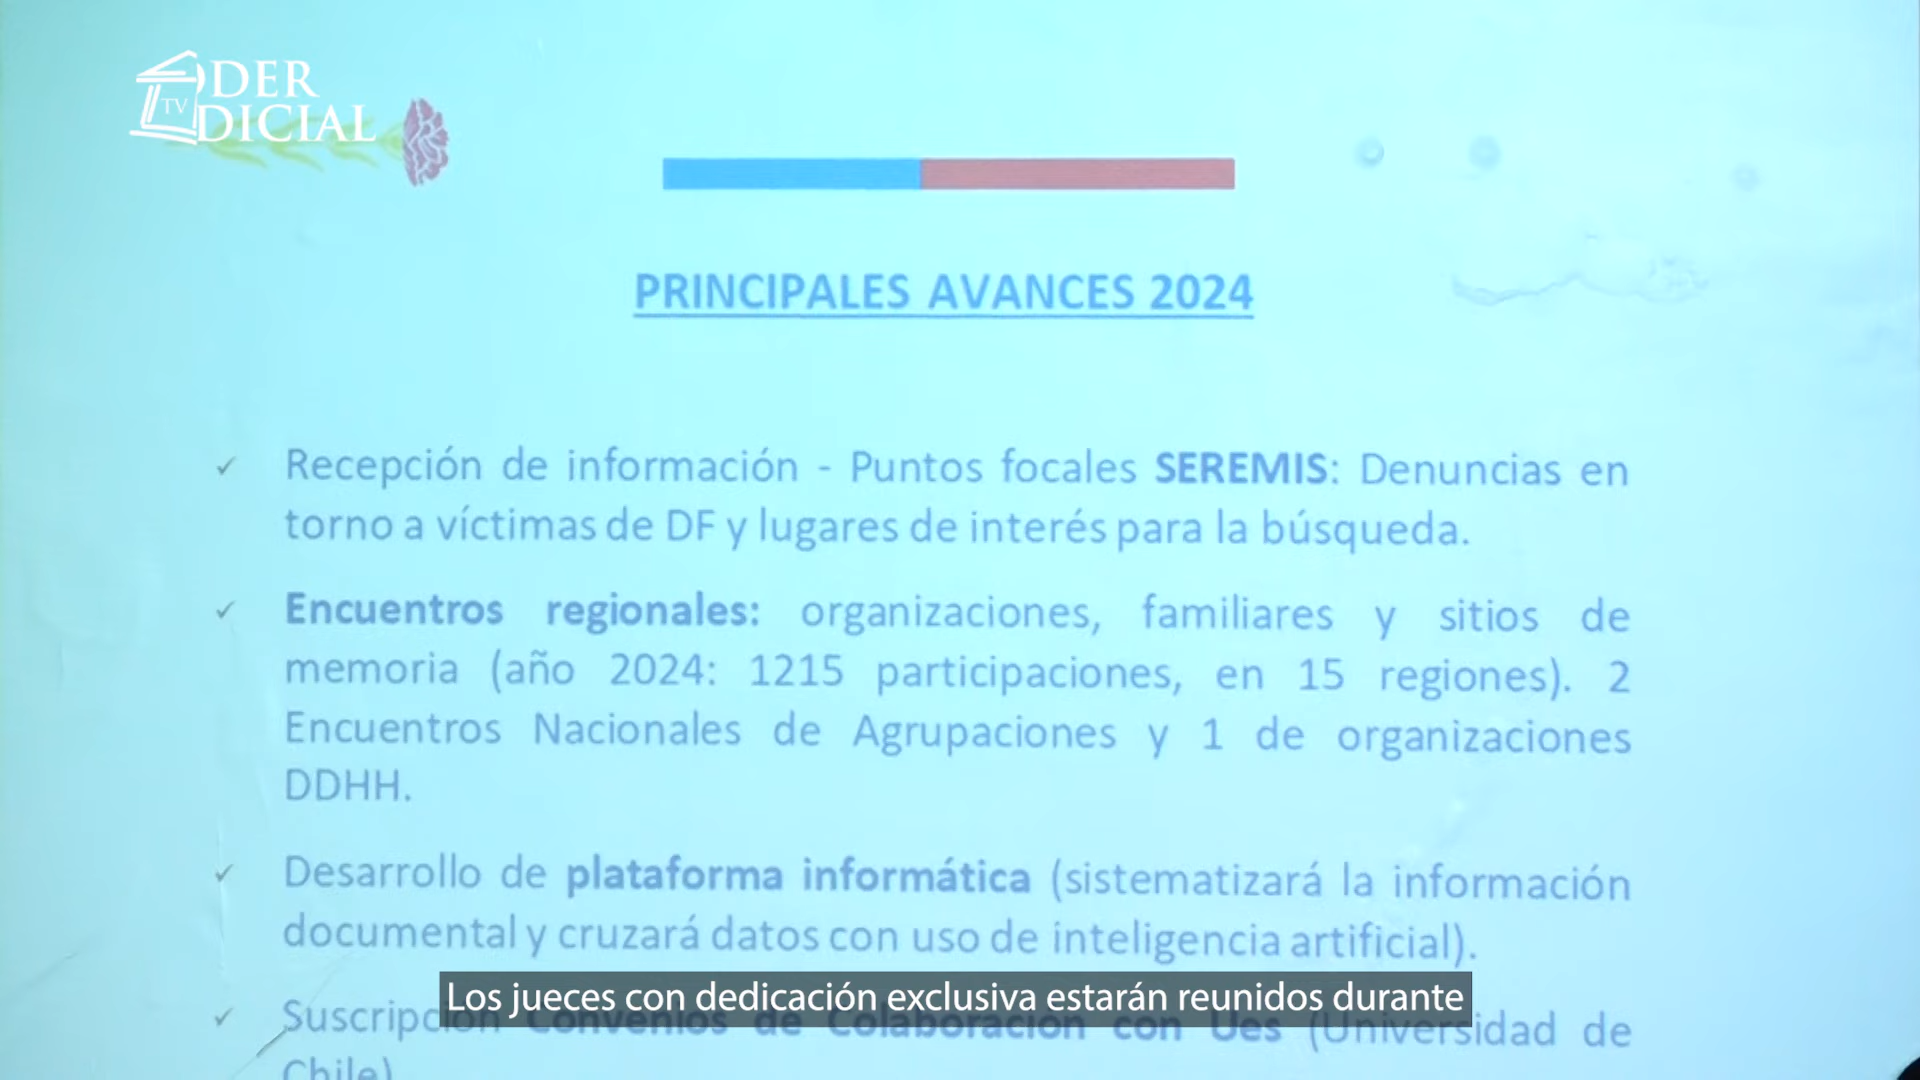 DER
TV
DICIAL
PRINCIPALES AVANCES 2024
✓ Recepción de información - Puntos focales SEREMIS: Denuncias en
torno a víctimas de DF y lugares de interés para la búsqueda.
✓ Encuentros regionales: organizaciones, familiares y sitios de
memoria (año 2024: 1215 participaciones, en 15 regiones). 2
Encuentros Nacionales de Agrupaciones y 1 de organizaciones
DDHH.
✓ Desarrollo de plataforma informática (sistematizará la información
documental y cruzará datos con uso de inteligencia artificial).
Los jueces con dedicación exclusiva estarán reunidos durante
✓ Suscripción Convenios de Colaboración con Ues (Universidad de
Chile)